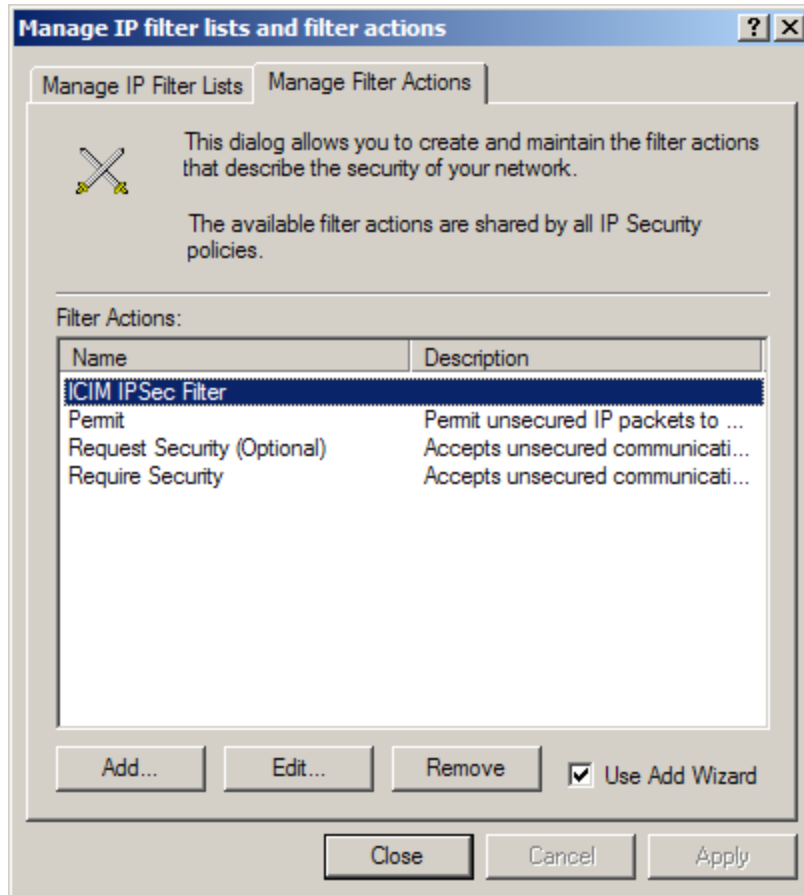 Manage IP filter lists and filter actions
Manage IP Filter Lists
Manage Filter Actions
This dialog allows you to create and maintain the filter actions
that describe the security of your network.
The available filter actions are shared by all IP Security
policies.
Filter Actions:
Name Description
ICIM IPSec Filter
Permit Permit unsecured IP packets to ...
Request Security (Optional) Accepts unsecured communicati...
Require Security Accepts unsecured communicati...
Add... Edit... Remove Use Add Wizard
Close Cancel Apply